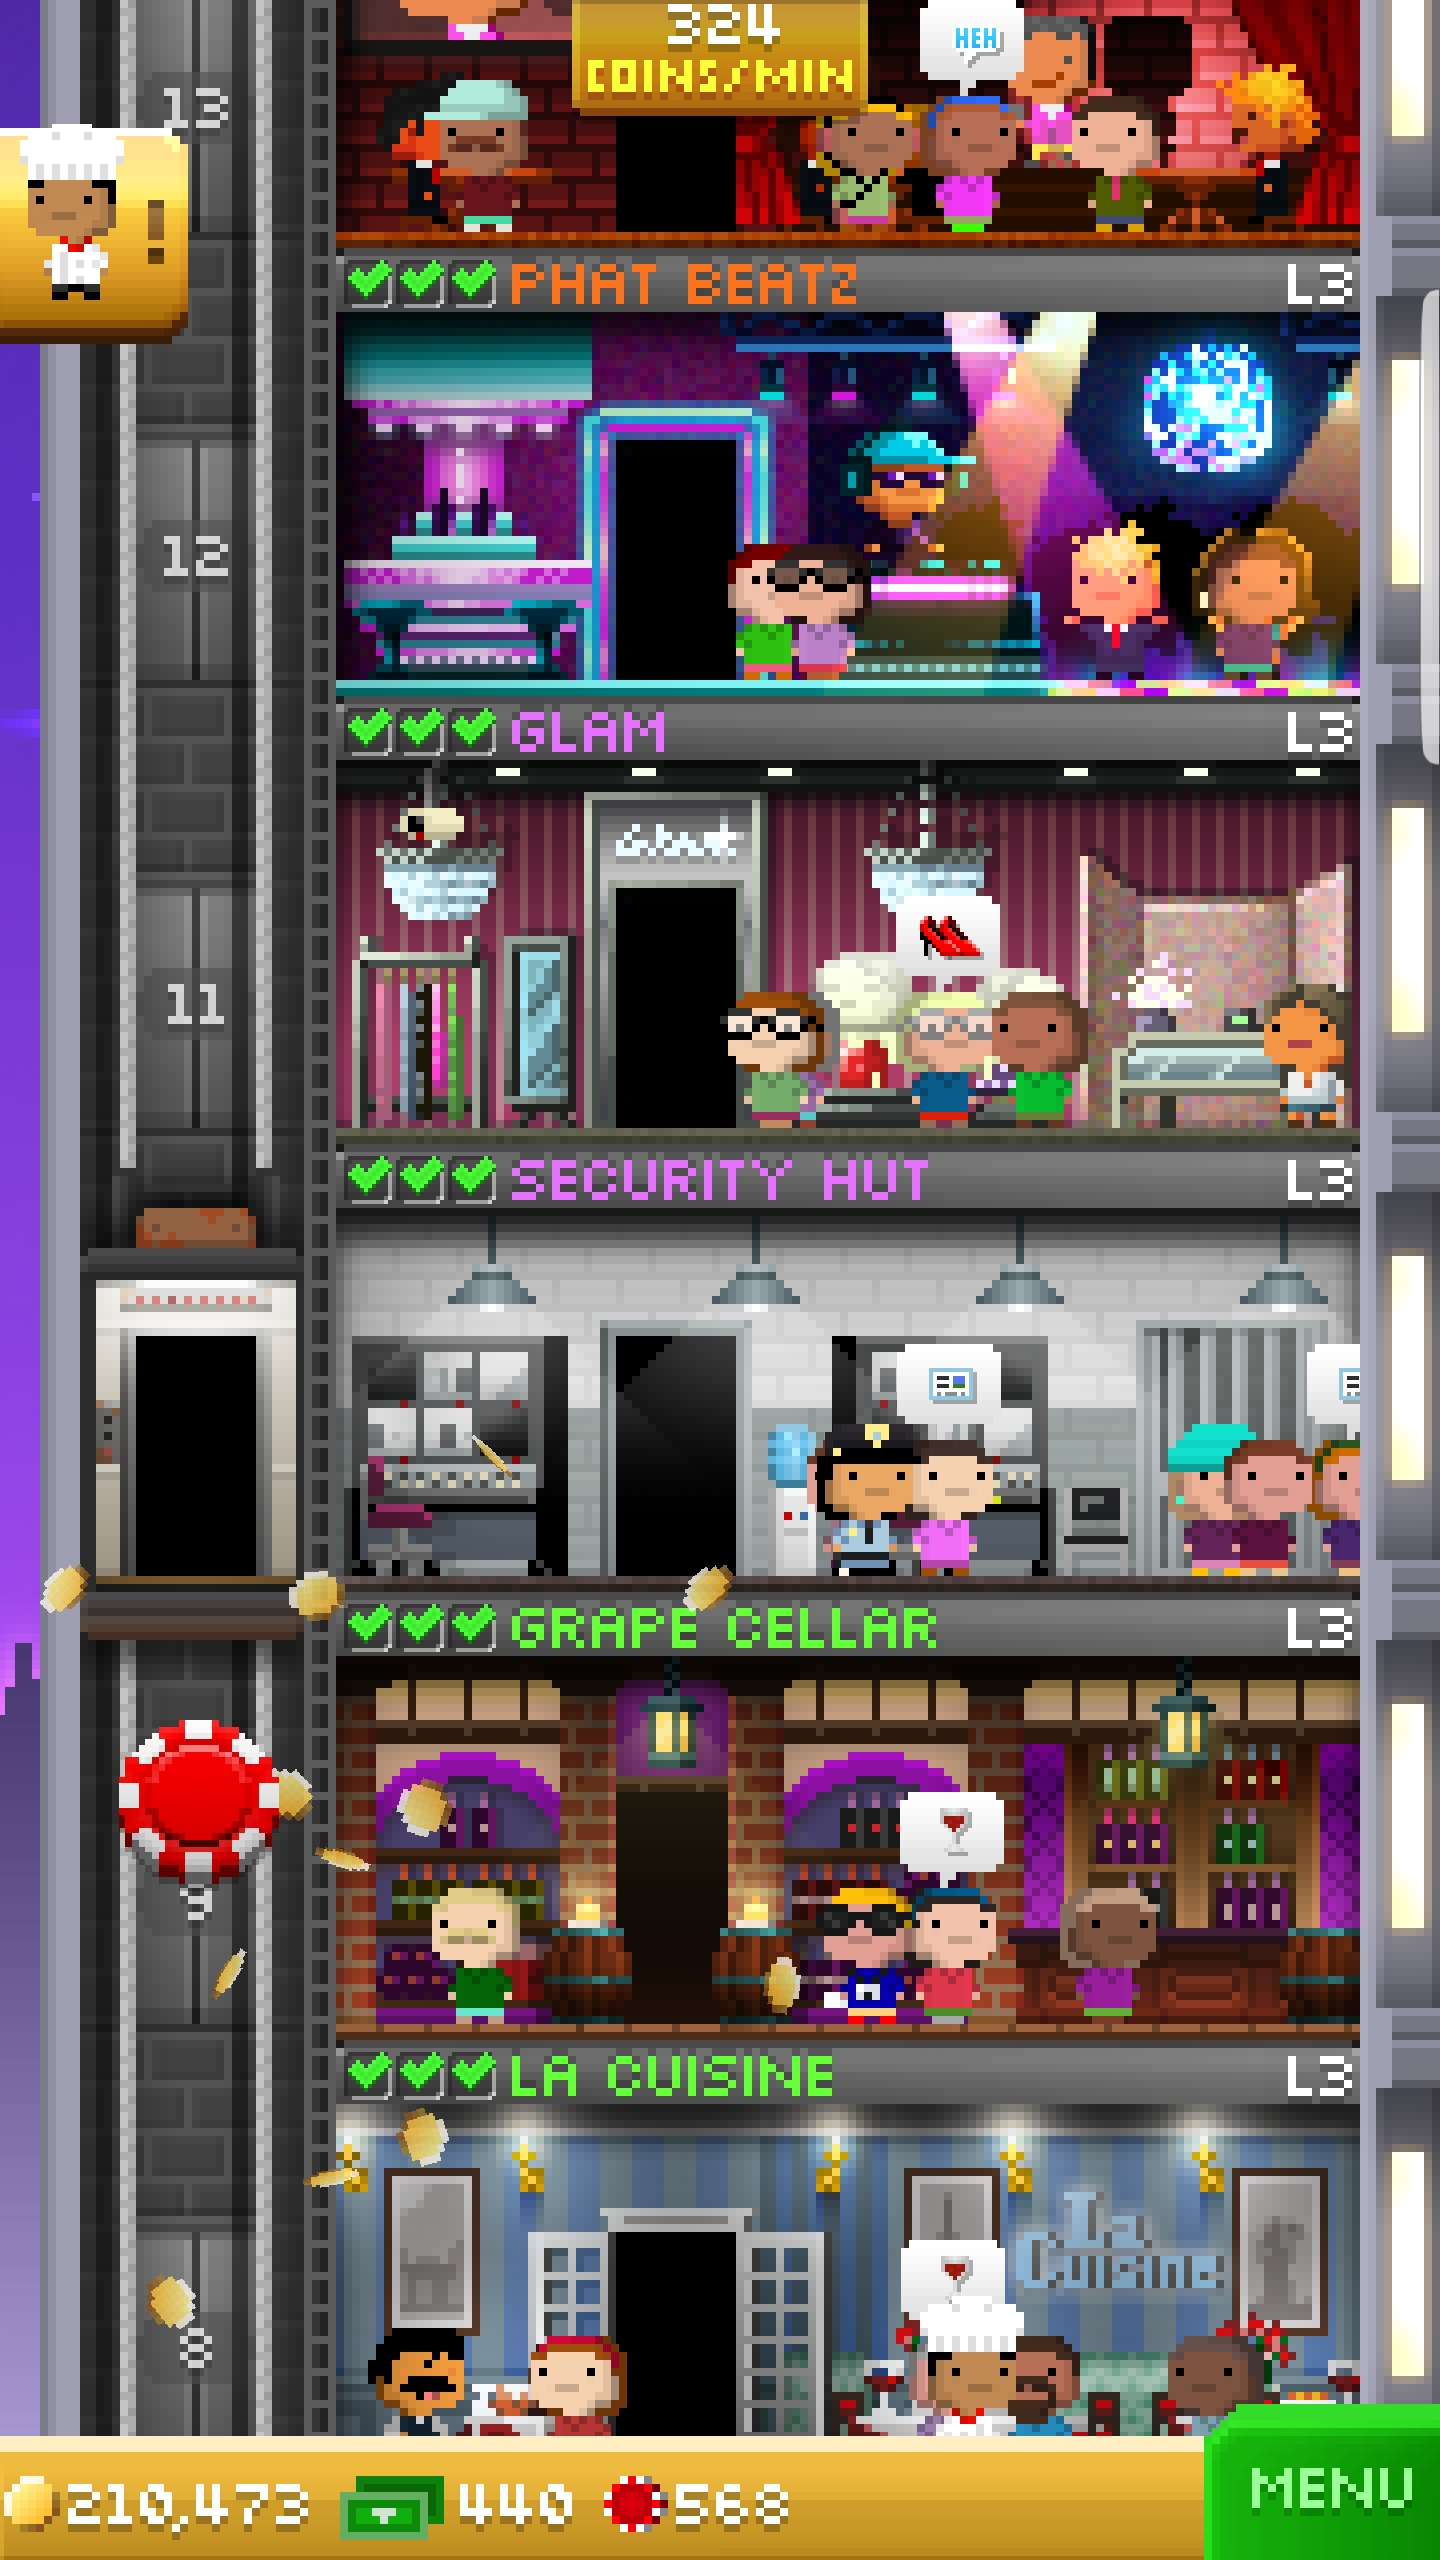 324
COINS/MIN
HEH
13
!
PHAT BEATZ
L3
12
GLAM
L3
11
SECURITY HUT
L3
GRAPE CELLAR
L3
9
LA CUISINE
L3
La
Cuisine
8
210,473
440
568
MENU